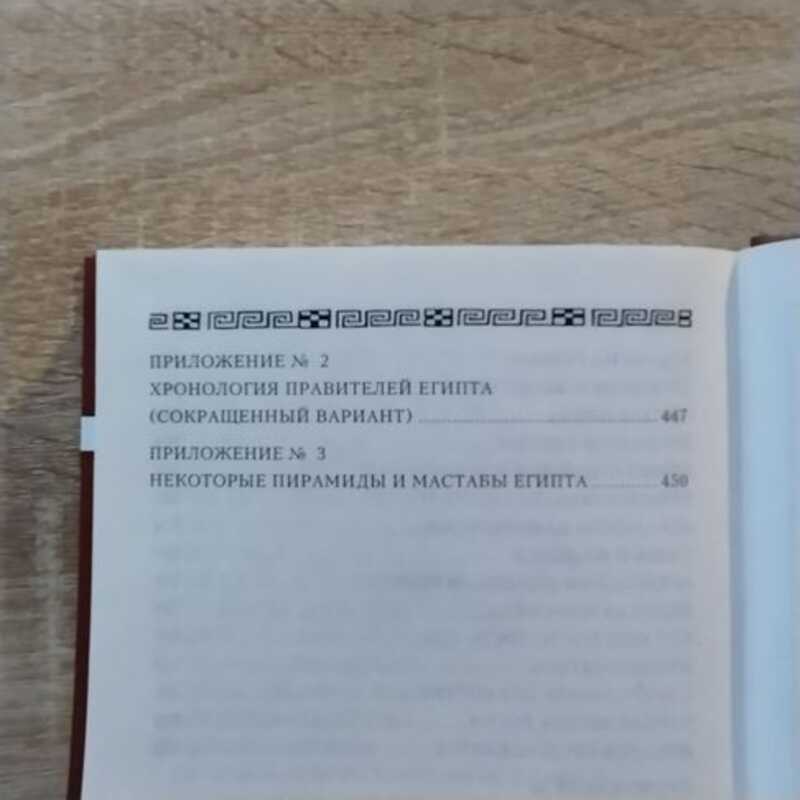 ПРИЛОЖЕНИЕ № 2
ХРОНОЛОГИЯ ПРАВИТЕЛЕЙ ЕГИПТА
(СОКРАЩЕННЫЙ ВАРИАНТ) 447
ПРИЛОЖЕНИЕ № 3
НЕКОТОРЫЕ ПИРАМИДЫ И МАСТАБЫ ЕГИПТА 450